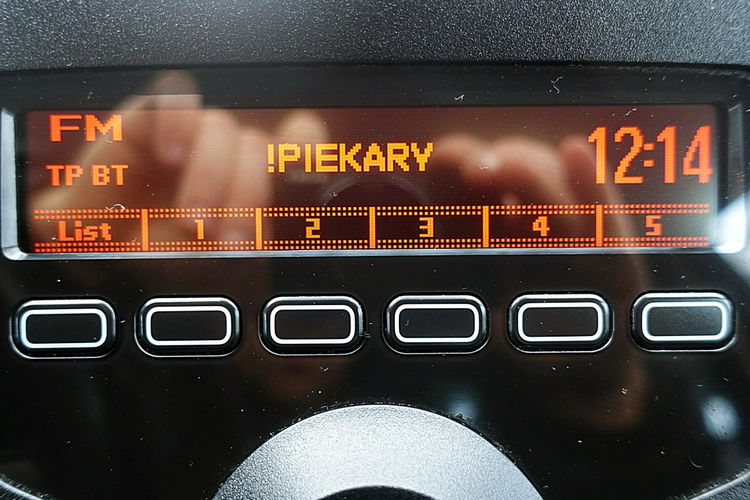 FM
!PIEKARY
12:14
TP BT
List 1 2 3 4 5